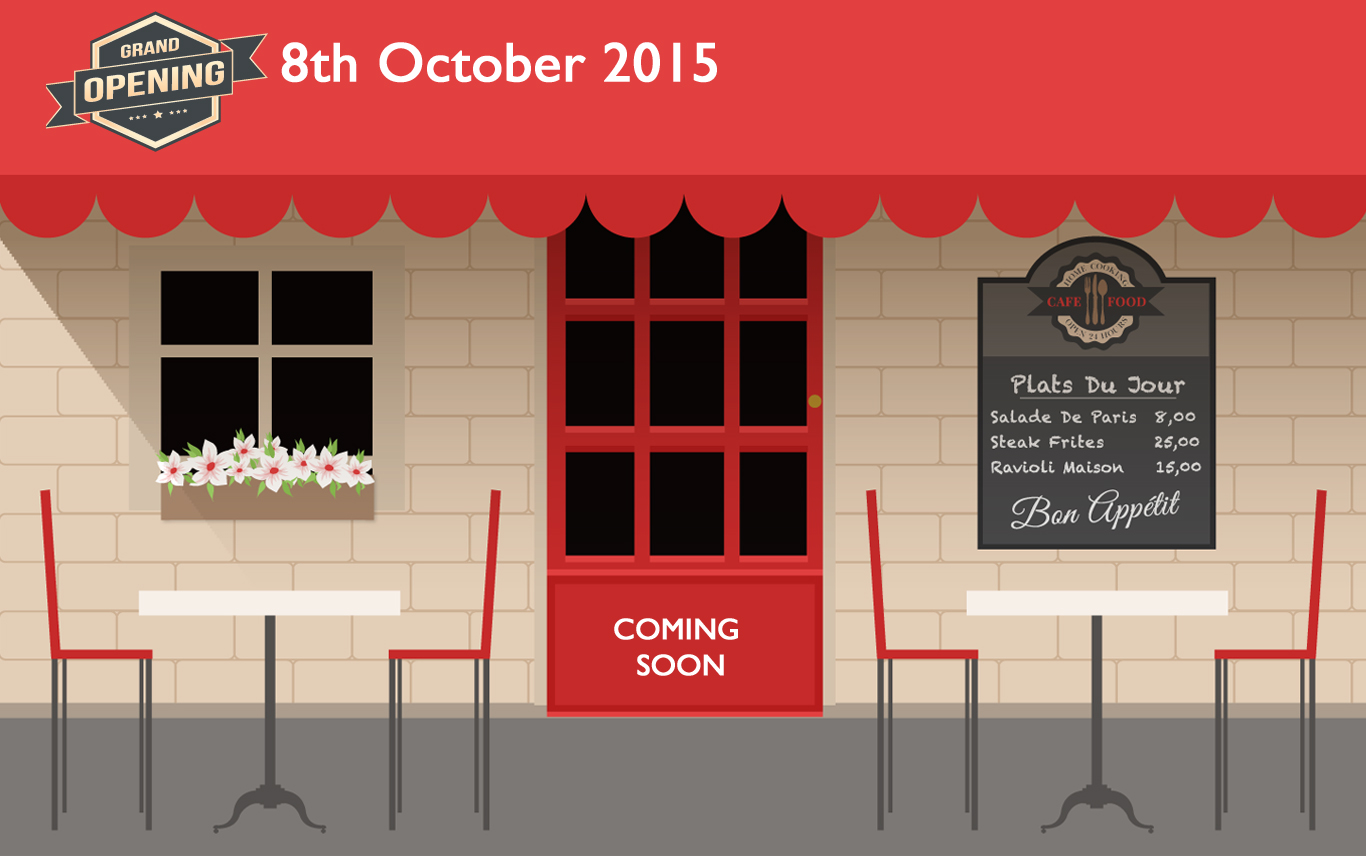 GRAND
OPENING
8th October 2015
HOME COOKING
CAFE FOOD
OPEN 24 HOURS
Plats Du Jour
Salade De Paris 8,00
Steak Frites 25,00
Ravioli Maison 15,00
Bon Appétit
COMING
SOON